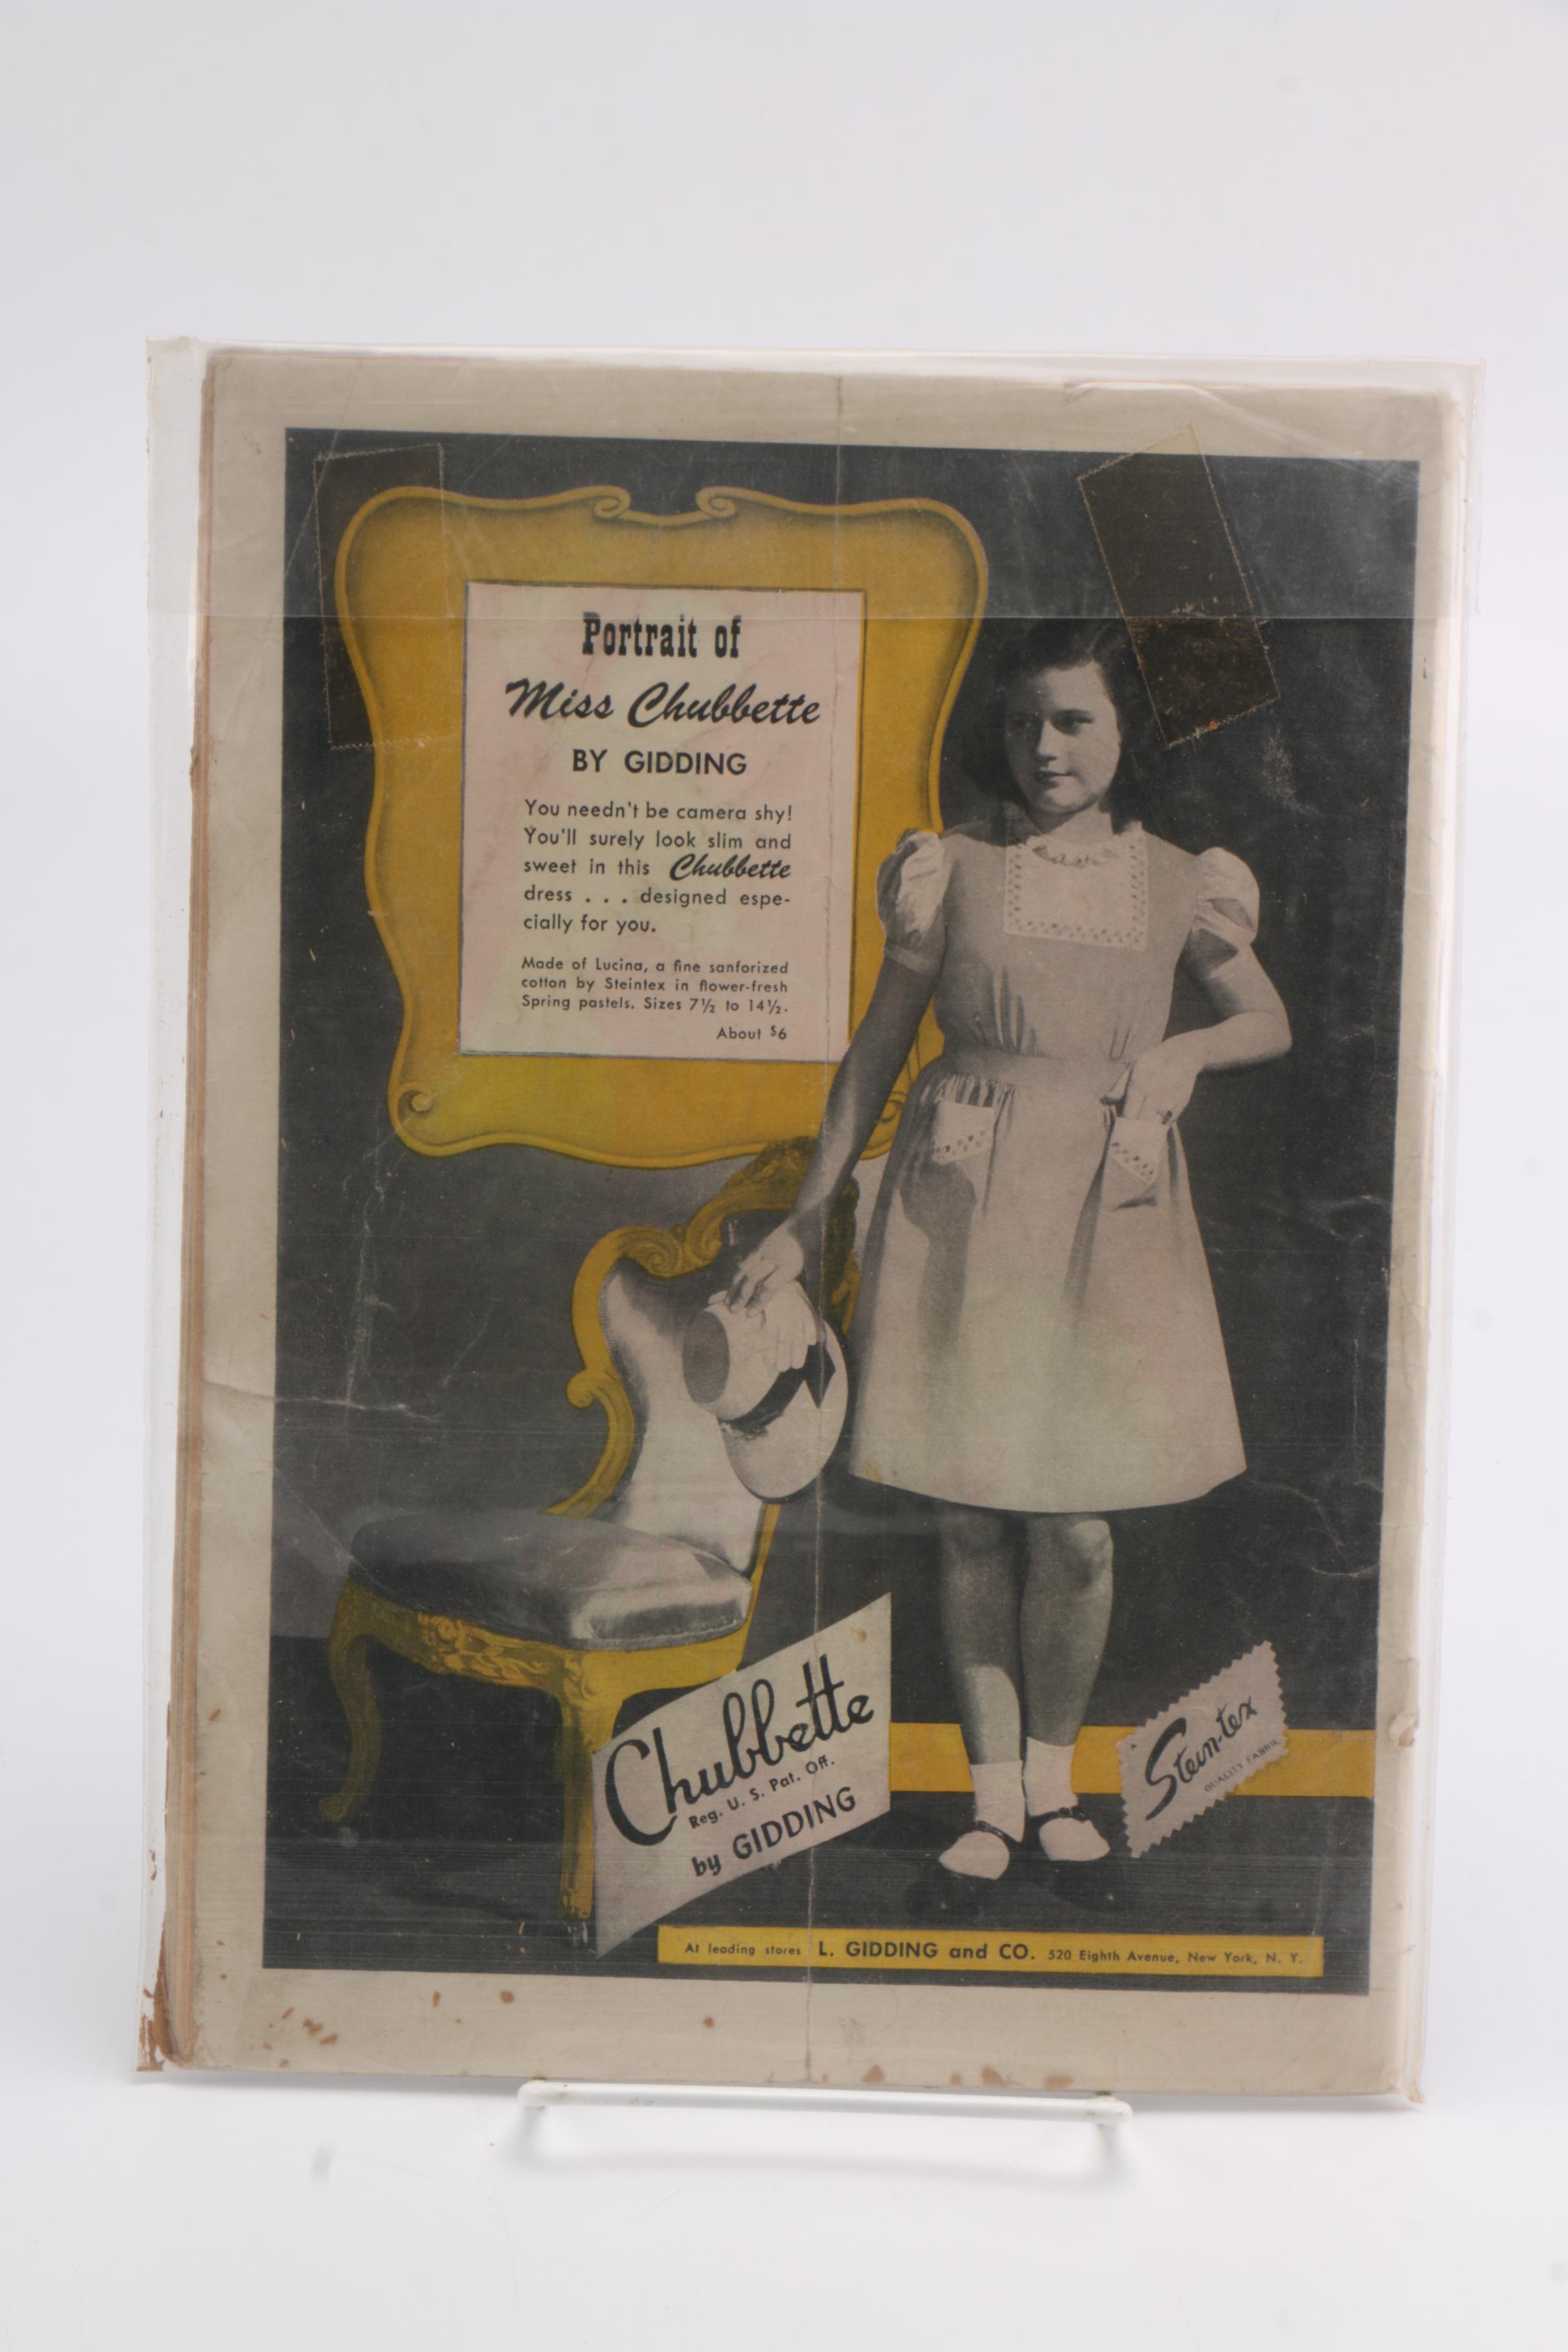 Portrait of
Miss Chubbette
BY GIDDING
You needn't be camera shy!
You'll surely look slim and
sweet in this Chubbette
dress . . . designed espe-
cially for you.
Made of Lucina, a fine sanforized
cotton by Steintex in flower-fresh
Spring pastels. Sizes 7½ to 14½.
About $6
Chubbette
Reg. U. S. Pat. Off.
by GIDDING
Stein-tex
QUALITY FABRIC
At leading stores L. GIDDING and CO. 520 Eighth Avenue, New York, N. Y.